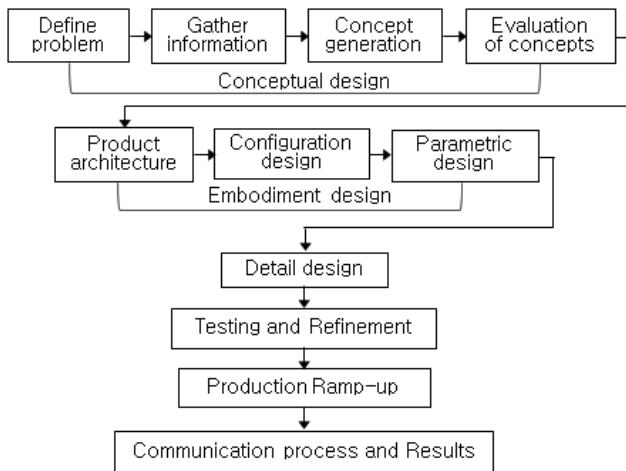 Define
problem
Gather
information
Concept
generation
Evaluation
of concepts
Conceptual design
Product
architecture
Configuration
design
Parametric
design
Embodiment design
Detail design
Testing and Refinement
Production Ramp-up
Communication process and Results